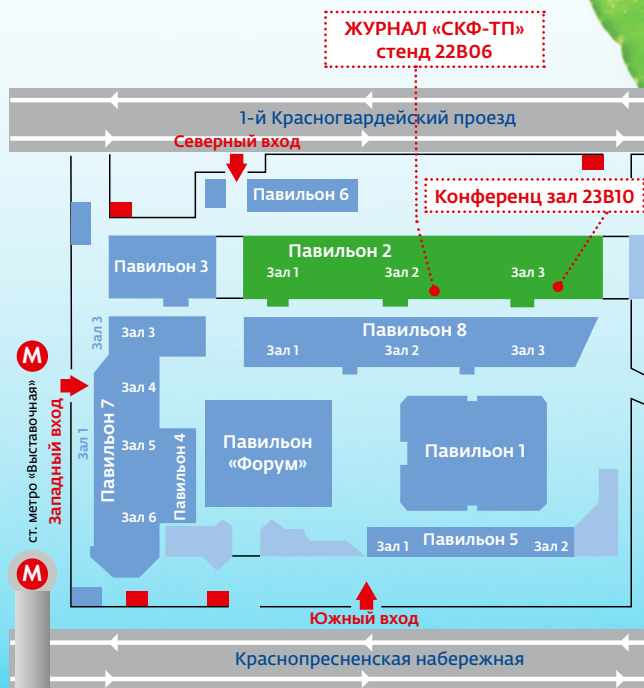 ЖУРНАЛ «СКФ-ТП»
стенд 22В06
1-й Красногвардейский проезд
Северный вход
Павильон 6
Конференц зал 23В10
Павильон 2
Зал 1
Зал 2
Зал 3
Павильон 3
Павильон 8
Зал 1
Зал 2
Зал 3
Зал 3
Зал 3
Зал 4
Зал 5
Зал 6
Зал 1
Павильон 7
Павильон 4
М
ст. метро «Выставочная»
М
Западный вход
Павильон
«Форум»
Павильон 1
Зал 1
Павильон 5
Зал 2
Южный вход
Краснопресненская набережная